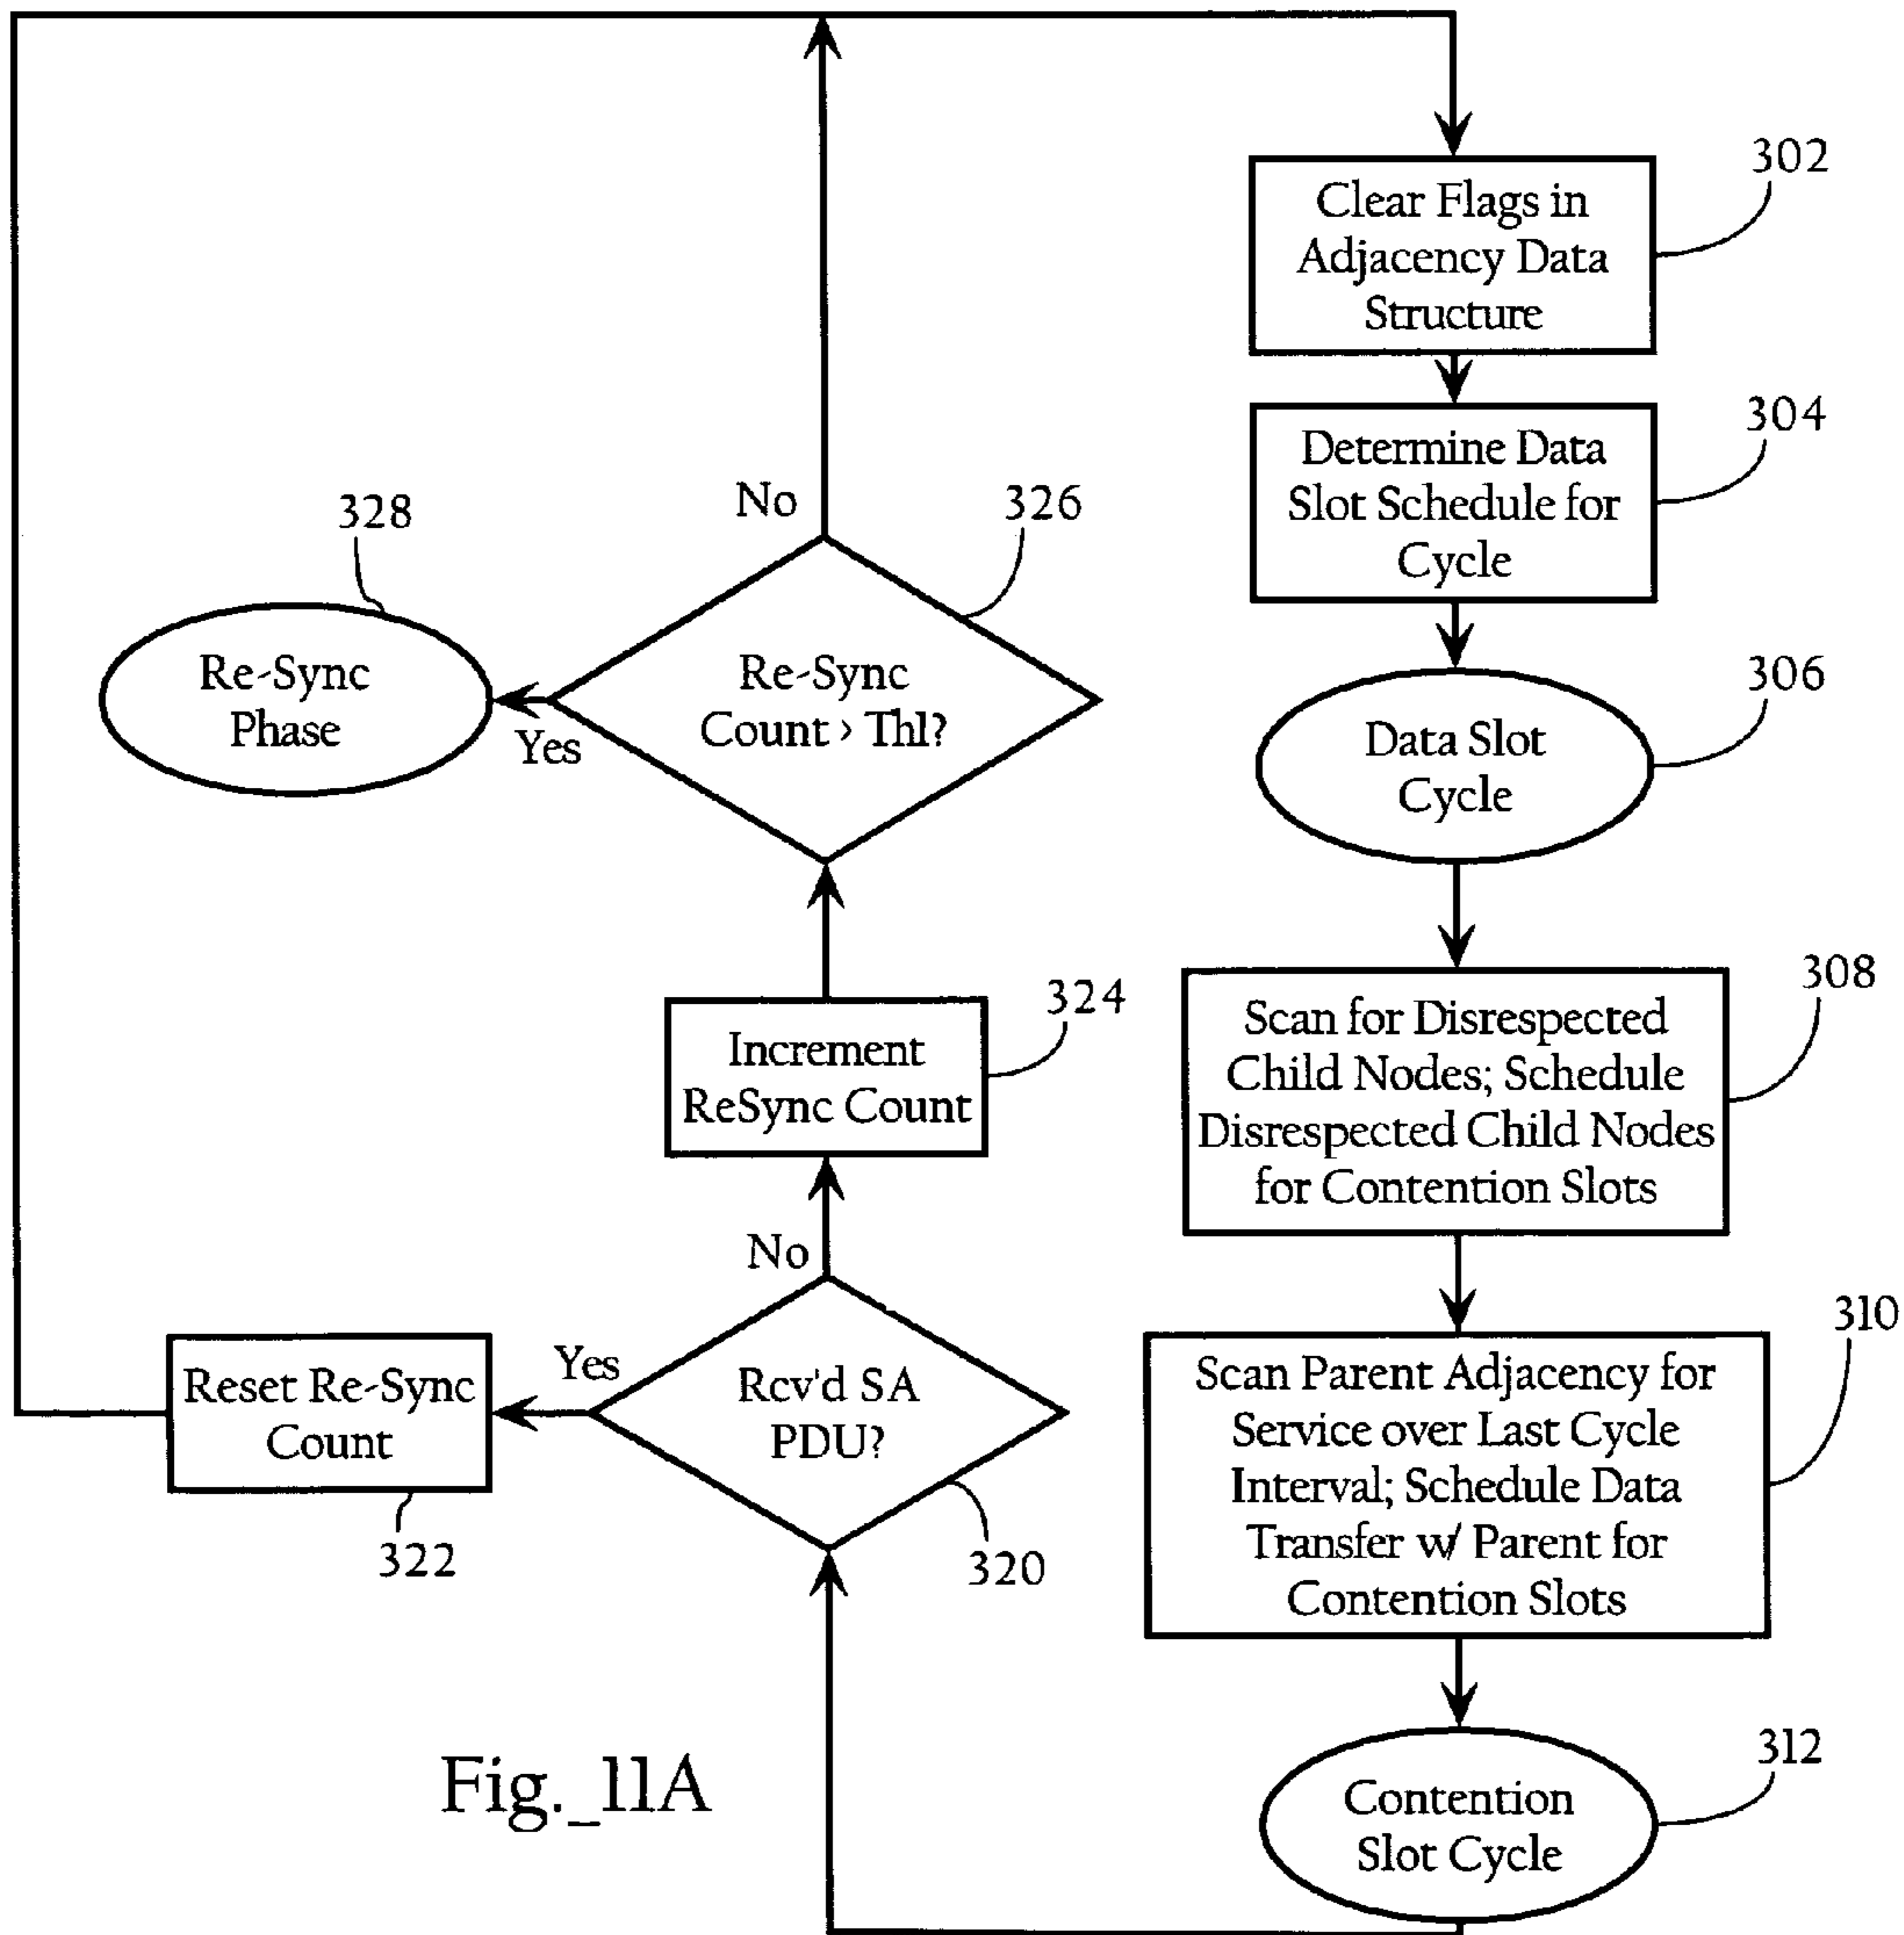 302
Clear Flags in
Adjacency Data
Structure
304
Determine Data
Slot Schedule for
Cycle
306
Data Slot
Cycle
308
Scan for Disrespected
Child Nodes; Schedule
Disrespected Child Nodes
for Contention Slots
310
Scan Parent Adjacency for
Service over Last Cycle
Interval; Schedule Data
Transfer w/ Parent for
Contention Slots
312
Contention
Slot Cycle
320
Rcv'd SA
PDU?
Yes
No
322
Reset Re-Sync
Count
324
Increment
ReSync Count
326
Re-Sync
Count > Thl?
No
Yes
328
Re-Sync
Phase
Fig._11A